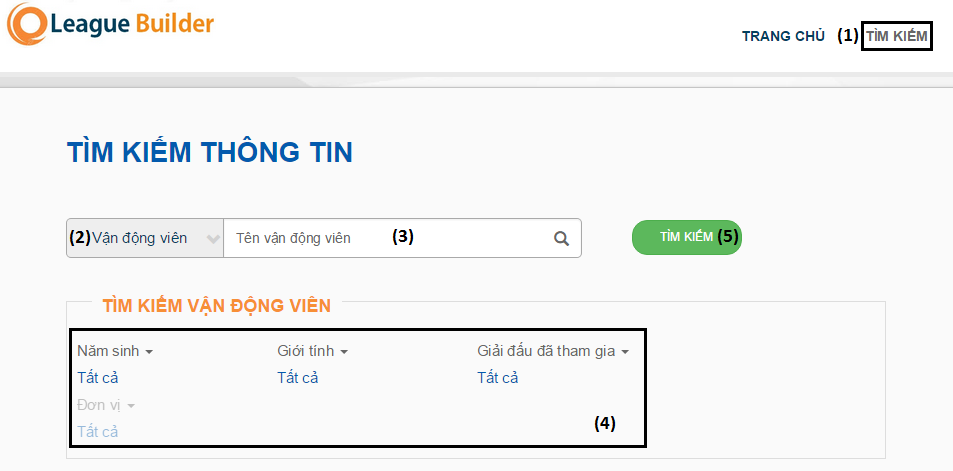 League Builder
TRANG CHỦ (1) TÌM KIẾM
TÌM KIẾM THÔNG TIN
(2) Vận động viên Tên vận động viên (3) TÌM KIẾM (5)
TÌM KIẾM VẬN ĐỘNG VIÊN
Năm sinh Giới tính Giải đấu đã tham gia
Tất cả Tất cả Tất cả
Đơn vị
Tất cả (4)